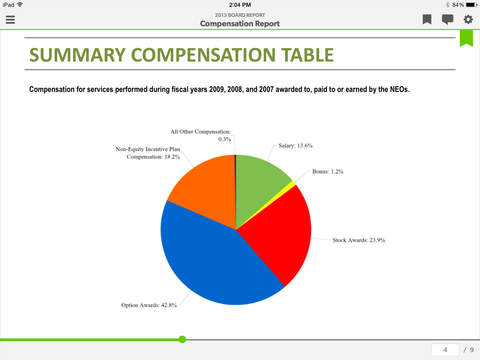 iPad
2:04 PM
84%
2013 BOARD REPORT
Compensation Report
SUMMARY COMPENSATION TABLE
Compensation for services performed during fiscal years 2009, 2008, and 2007 awarded to, paid to or earned by the NEOs.
All Other Compensation:
0.3%
Non-Equity Incentive Plan
Compensation: 18.2%
Salary: 13.6%
Bonus: 1.2%
Stock Awards: 23.9%
Option Awards: 42.8%
4 / 9